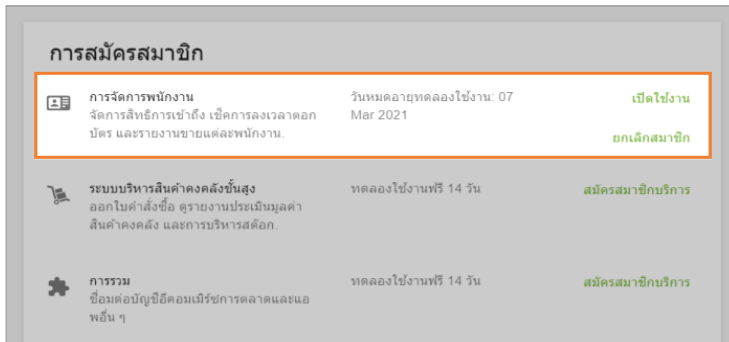 การสมัครสมาชิก
การจัดการพนักงาน
จัดการสิทธิการเข้าถึง เช็คการลงเวลาตอก
บัตร และรายงานขายแต่ละพนักงาน.
วันหมดอายุทดลองใช้งาน: 07
Mar 2021
เปิดใช้งาน
ยกเลิกสมาชิก
ระบบบริหารสินค้าคงคลังขั้นสูง
ออกใบคำสั่งซื้อ ดูรายงานประเมินมูลค่า
สินค้าคงคลัง และการบริหารสต๊อก.
ทดลองใช้งานฟรี 14 วัน
สมัครสมาชิกบริการ
การรวม
ชื่อมต่อบัญชีอีคอมเมิร์ซการตลาดและแอ
พอื่น ๆ
ทดลองใช้งานฟรี 14 วัน
สมัครสมาชิกบริการ